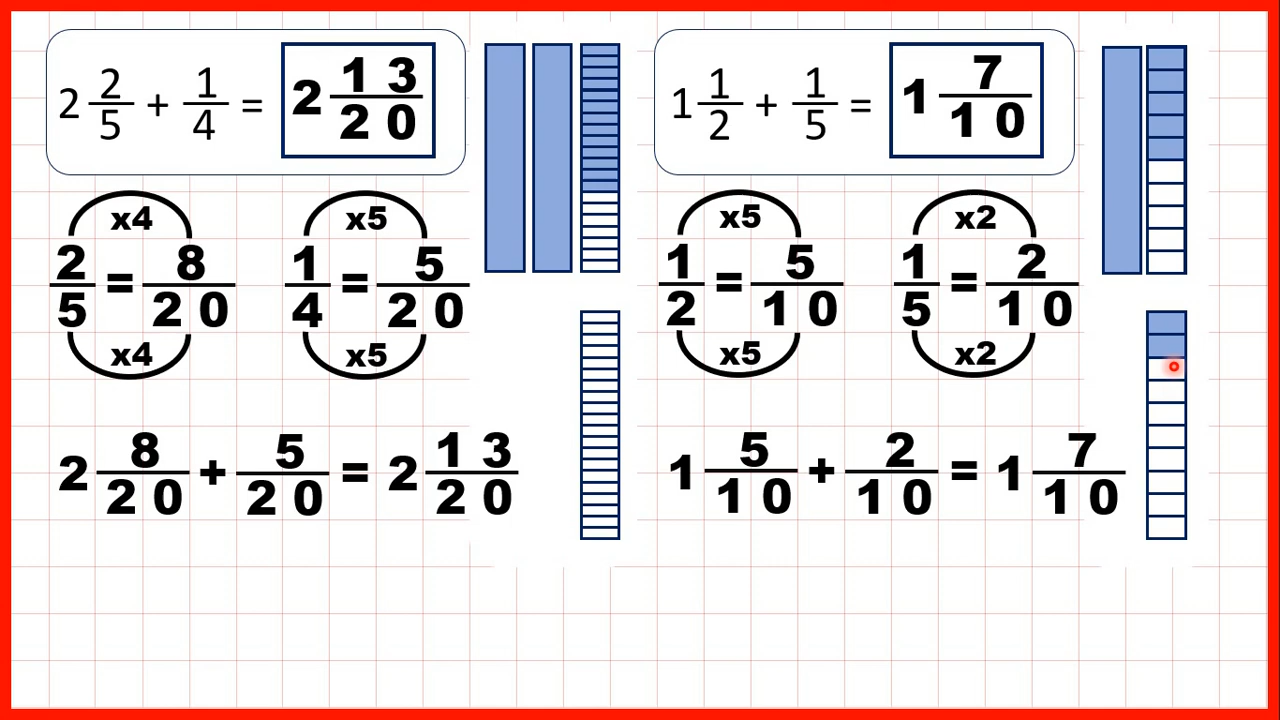 2 2/5 + 1/4 = 2 13/20
x4
2/5 = 8/20
x4
x5
1/4 = 5/20
x5
2 8/20 + 5/20 = 2 13/20
1 1/2 + 1/5 = 1 7/10
x5
1/2 = 5/10
x5
x2
1/5 = 2/10
x2
1 5/10 + 2/10 = 1 7/10